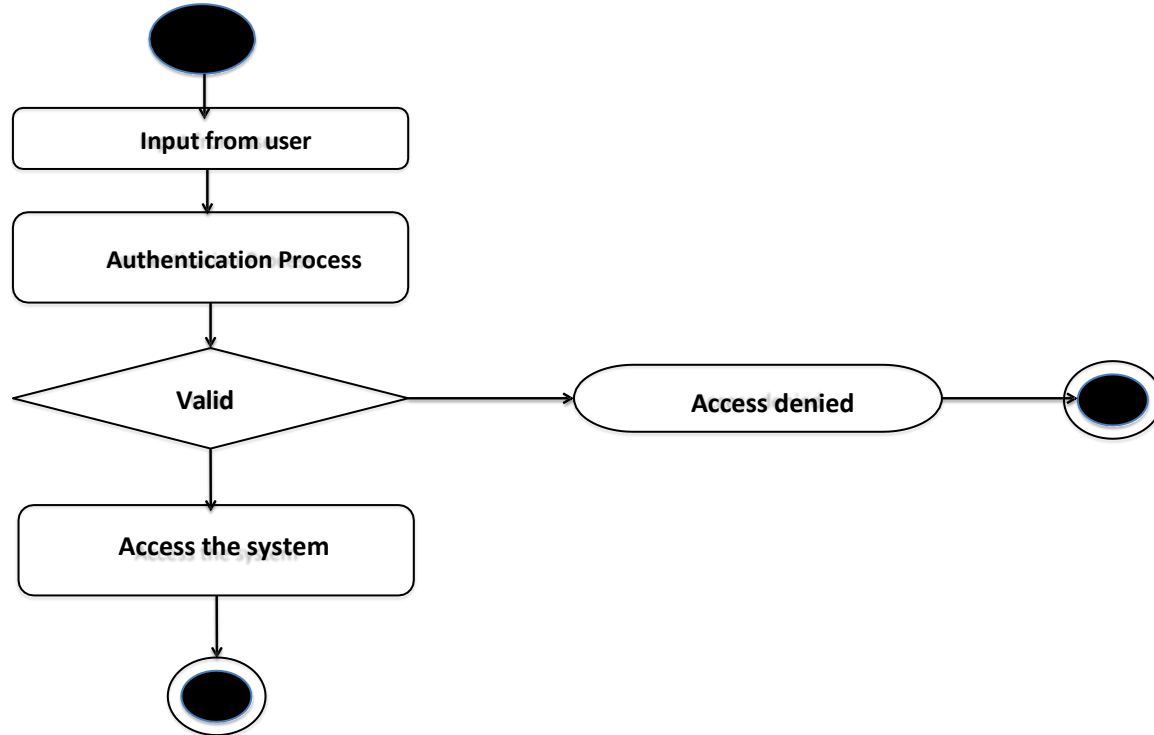 Input from user
Authentication Process
Valid
Access denied
Access the system